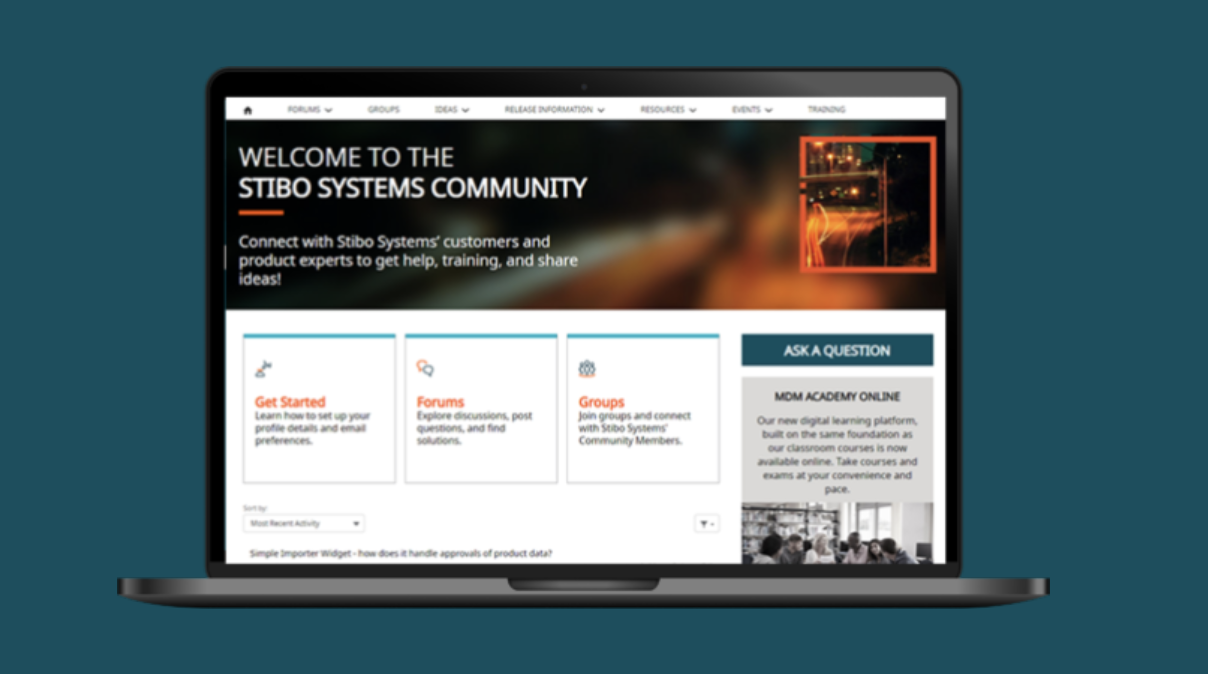 FORUMS
GROUPS
IDEAS
RELEASE INFORMATION
RESOURCES
EVENTS
TRAINING
WELCOME TO THE
STIBO SYSTEMS COMMUNITY
Connect with Stibo Systems' customers and
product experts to get help, training, and share
ideas!
Get Started
Learn how to set up your
profile details and email
preferences.
Forums
Explore discussions, post
questions, and find
solutions.
Groups
Join groups and connect
with Stibo Systems'
Community Members.
ASK A QUESTION
MDM ACADEMY ONLINE
Our new digital learning platform,
built on the same foundation as
our classroom courses is now
available online. Take courses and
exams at your convenience and
pace.
Sort by:
Most Recent Activity
Simple Importer Widget - how does it handle approvals of product data?